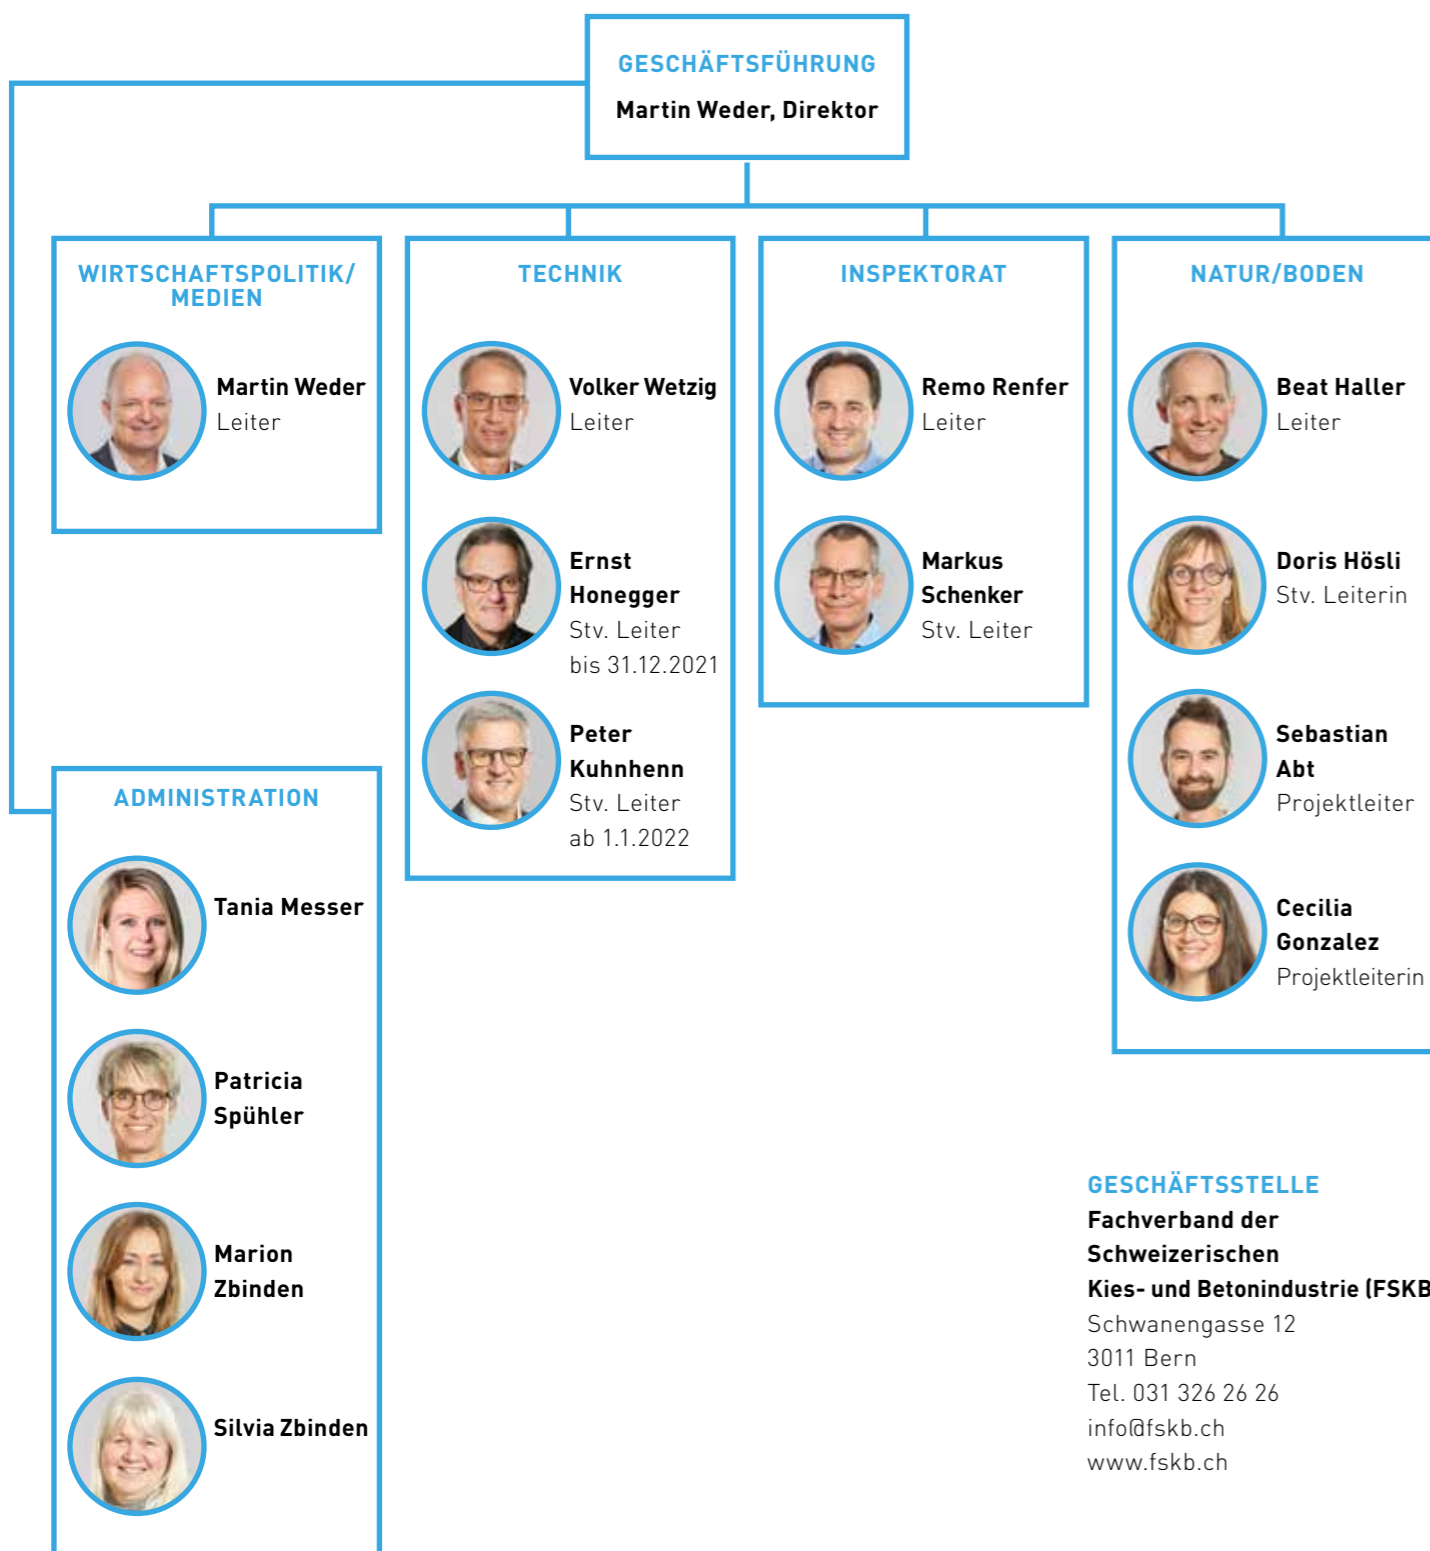 GESCHÄFTSFÜHRUNG
Martin Weder, Direktor
WIRTSCHAFTSPOLITIK/
MEDIEN
Martin Weder
Leiter
TECHNIK
Volker Wetzig
Leiter
Ernst
Honegger
Stv. Leiter
bis 31.12.2021
Peter
Kuhnhenn
Stv. Leiter
ab 1.1.2022
INSPEKTORAT
Remo Renfer
Leiter
Markus
Schenker
Stv. Leiter
NATUR/BODEN
Beat Haller
Leiter
Doris Hösli
Stv. Leiterin
Sebastian
Abt
Projektleiter
Cecilia
Gonzalez
Projektleiterin
ADMINISTRATION
Tania Messer
Patricia
Spühler
Marion
Zbinden
Silvia Zbinden
GESCHÄFTSSTELLE
Fachverband der
Schweizerischen
Kies- und Betonindustrie (FSKB
Schwanengasse 12
3011 Bern
Tel. 031 326 26 26
info@fskb.ch
www.fskb.ch